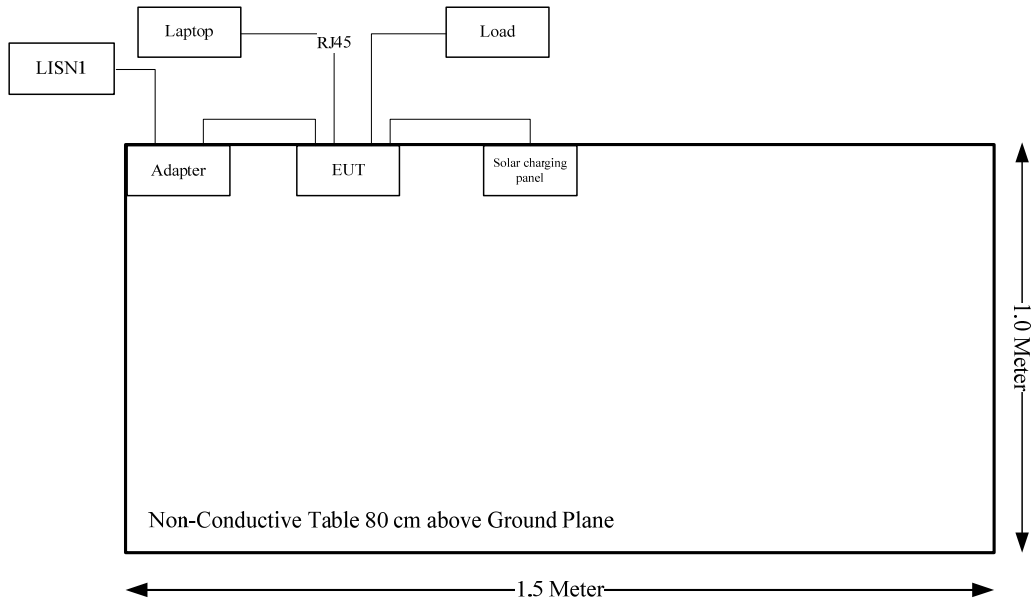 Laptop
RJ45
Load
LISN1
Adapter
EUT
Solar charging
panel
1.0 Meter
Non-Conductive Table 80 cm above Ground Plane
1.5 Meter